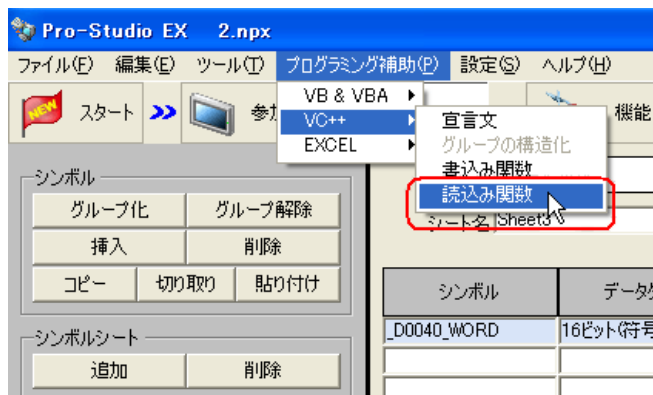 Pro-Studio EX 2.npx
ファイル(F) 編集(E) ツール(T) プログラミング補助(P) 設定(S) ヘルプ(H)
NEW スタート 機能
VB & VBA
VC++
EXCEL
宣言文
グループの構造化
書込み関数
読込み関数
シンボル
グループ化 グループ解除
挿入 削除
コピー 切り取り 貼り付け
シンボルシート
追加 削除
シート名 Sheet3
シンボル データ
_D0040_WORD 16ビット(符号